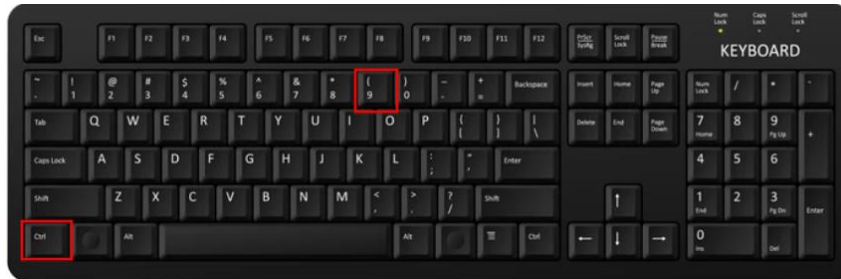 Num Lock Caps Lock Scroll Lock
KEYBOARD
Esc F1 F2 F3 F4 F5 F6 F7 F8 F9 F10 F11 F12 PrtScr SysRq Scroll Lock Pause Break
~ ! @ # $ % ^ & * ( ) _ + Backspace Insert Home Page Up Num Lock / * -
1 2 3 4 5 6 7 8 9 0 - =
Tab Q W E R T Y U I O P { } | Delete End Page Down 7 8 9 +
[ ] \ Home Pg Up
Caps Lock A S D F G H J K L : " Enter 4 5 6
; '
Shift Z X C V B N M < > ? Shift ↑ 1 2 3 Enter
, . / End Pg Dn
Ctrl Alt Alt Ctrl ← ↓ → 0
Ins Del